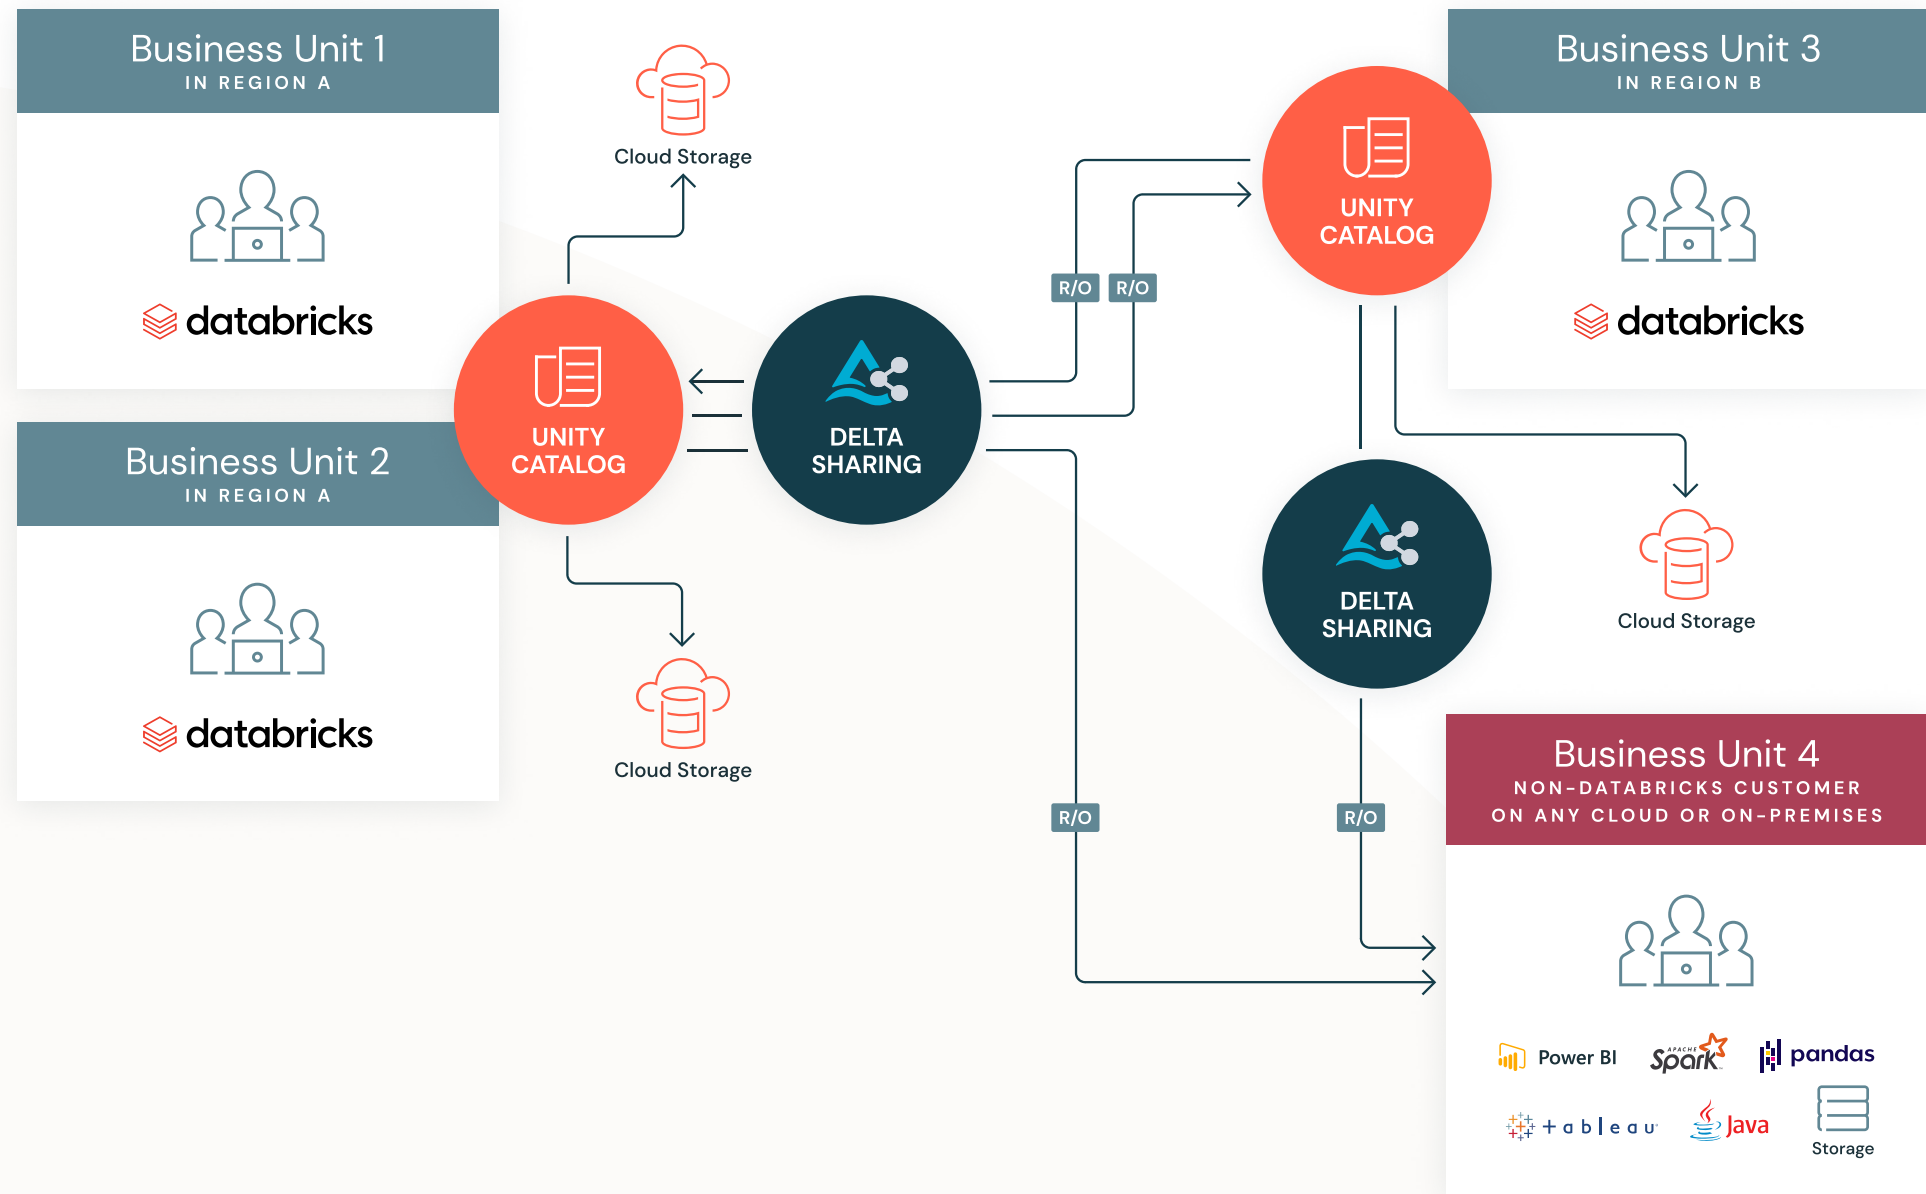 Business Unit 1
IN REGION A
databricks
Business Unit 2
IN REGION A
databricks
Cloud Storage
UNITY
CATALOG
DELTA
SHARING
Cloud Storage
R/O
R/O
R/O
R/O
UNITY
CATALOG
DELTA
SHARING
Business Unit 3
IN REGION B
databricks
Cloud Storage
Business Unit 4
NON-DATABRICKS CUSTOMER
ON ANY CLOUD OR ON-PREMISES
Power BI
APACHE
Spark
pandas
+ableau
Java
Storage